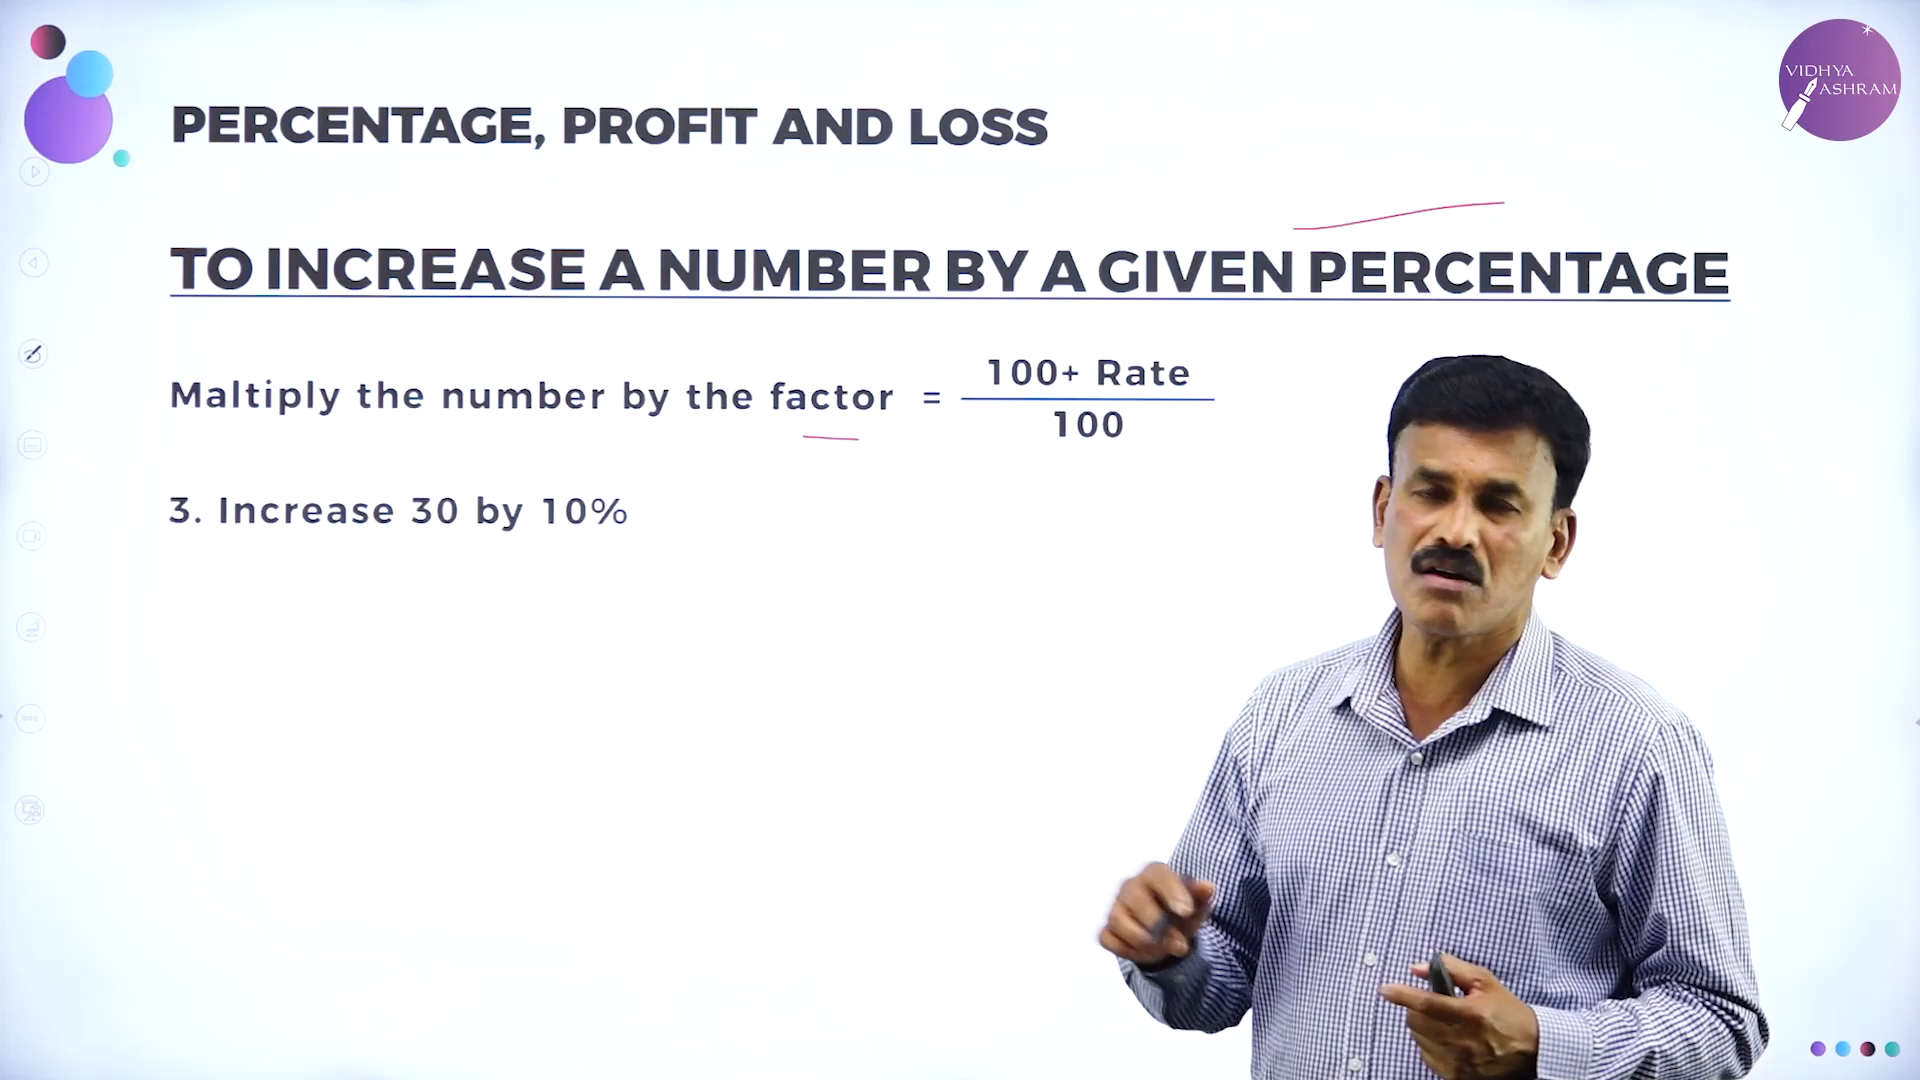 VIDHYA
ASHRAM
PERCENTAGE, PROFIT AND LOSS
TO INCREASE A NUMBER BY A GIVEN PERCENTAGE
Maltiply the number by the factor = 100+ Rate
100
3. Increase 30 by 10%